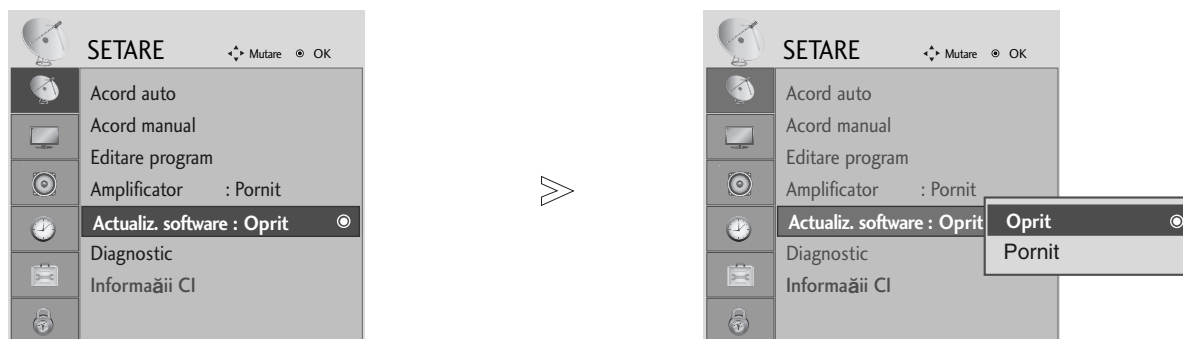 SETARE
Mutare OK
Acord auto
Acord manual
Editare program
Amplificator : Pornit
Actualiz. software : Oprit
Diagnostic
Informaăii CI
SETARE
Mutare OK
Acord auto
Acord manual
Editare program
Amplificator : Pornit
Actualiz. software : Oprit
Diagnostic
Informaăii CI
Oprit
Pornit